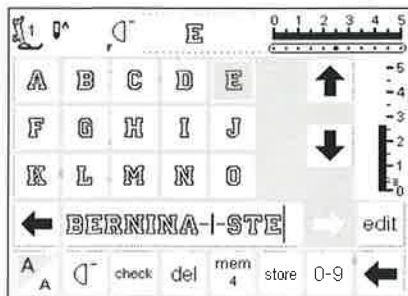 1 E 0 1 2 3 4 5
A B C D E 5
4
F G H I J 3
2
K L M N O 1
0
BERNINA-I-STE edit
A A check del mem 4 store 0-9